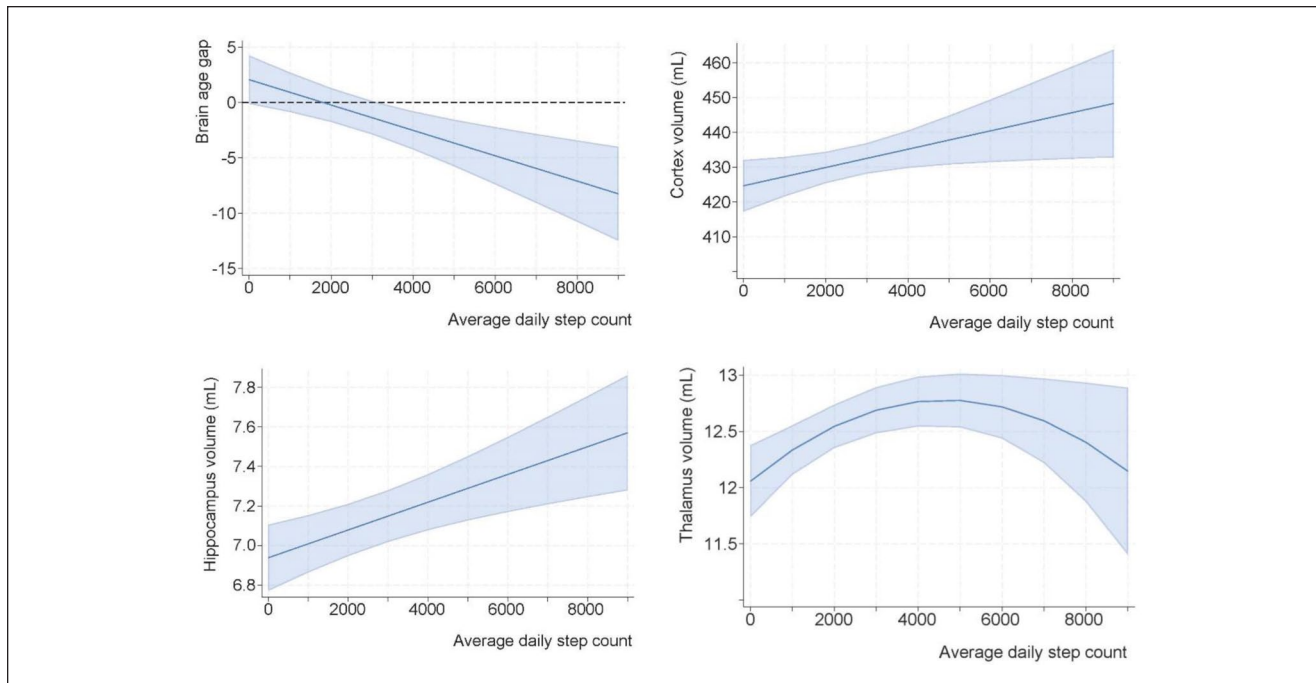 Brain age gap
5
0
-5
-10
-15
0 2000 4000 6000 8000
Average daily step count
Cortex volume (mL)
460
450
440
430
420
410
0 2000 4000 6000 8000
Average daily step count
Hippocampus volume (mL)
7.8
7.6
7.4
7.2
7.0
6.8
0 2000 4000 6000 8000
Average daily step count
Thalamus volume (mL)
13
12.5
12
11.5
0 2000 4000 6000 8000
Average daily step count